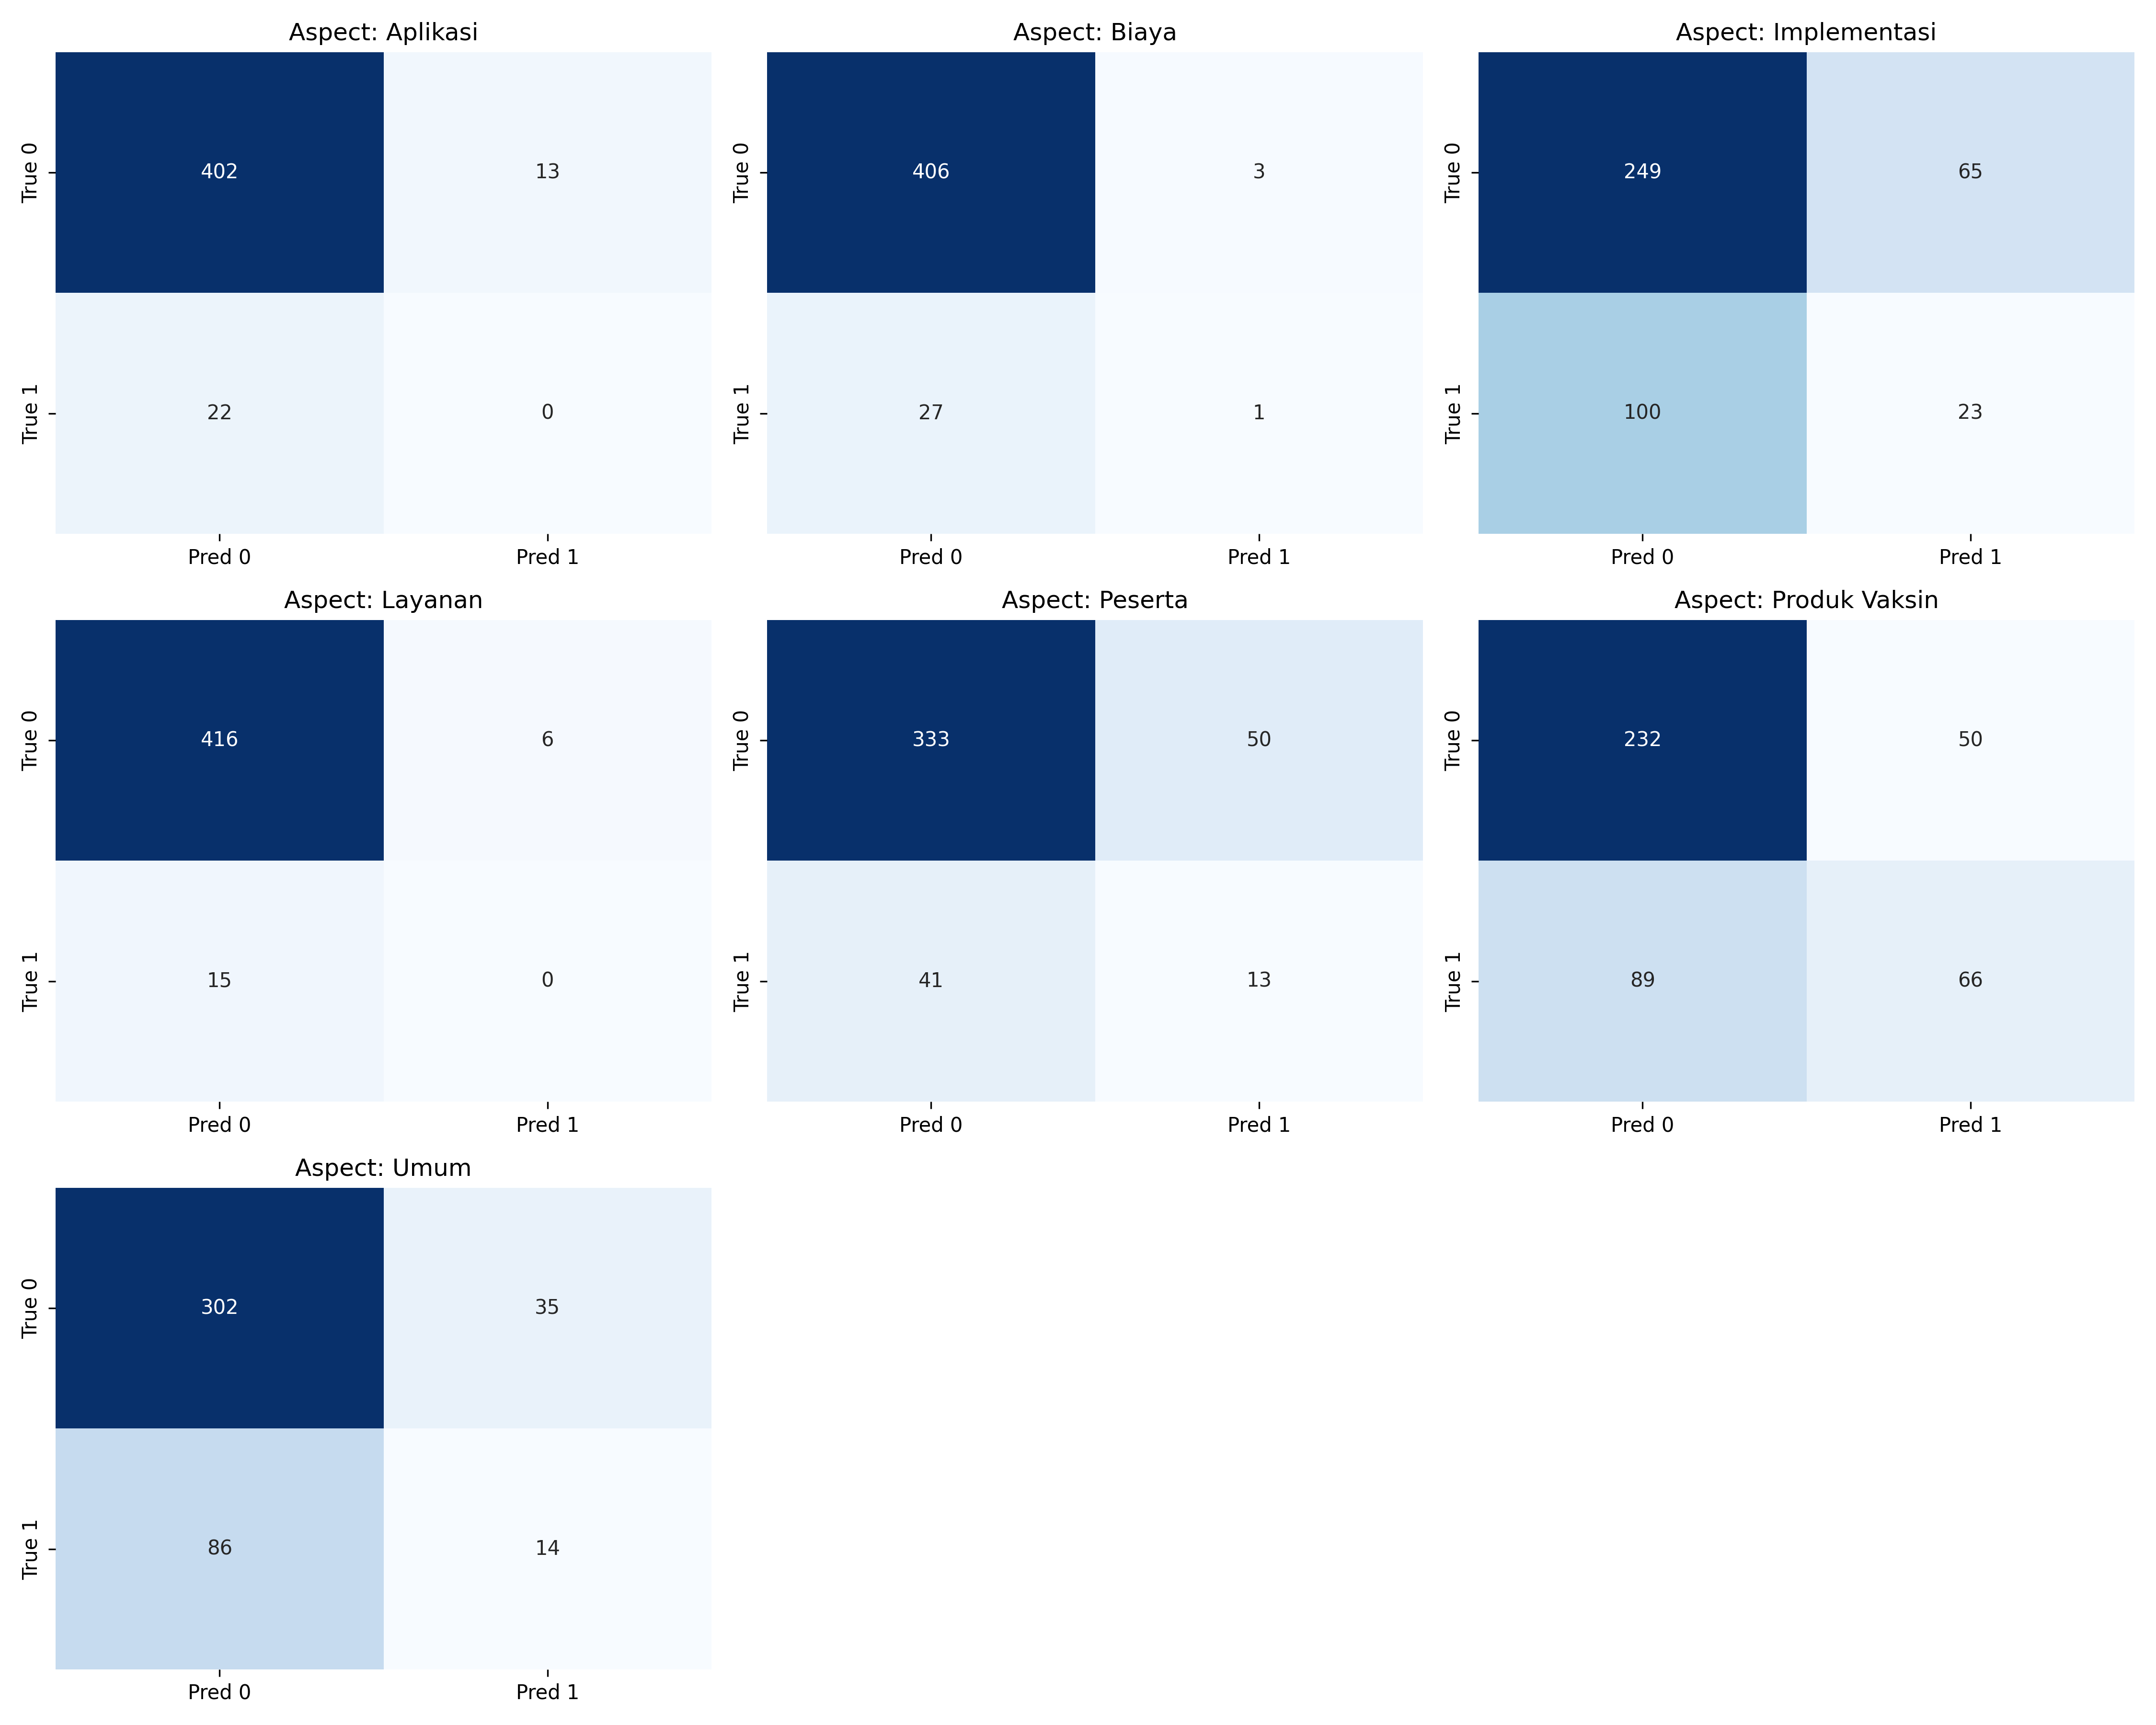 Aspect: Aplikasi
True 0
402
13
True 1
22
0
Pred 0
Pred 1
Aspect: Biaya
True 0
406
3
True 1
27
1
Pred 0
Pred 1
Aspect: Implementasi
True 0
249
65
True 1
100
23
Pred 0
Pred 1
Aspect: Layanan
True 0
416
6
True 1
15
0
Pred 0
Pred 1
Aspect: Peserta
True 0
333
50
True 1
41
13
Pred 0
Pred 1
Aspect: Produk Vaksin
True 0
232
50
True 1
89
66
Pred 0
Pred 1
Aspect: Umum
True 0
302
35
True 1
86
14
Pred 0
Pred 1